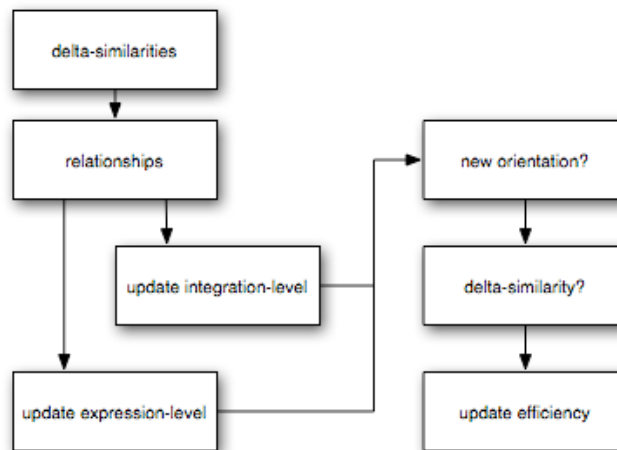 delta-similarities
relationships
new orientation?
update integration-level
delta-similarity?
update expression-level
update efficiency